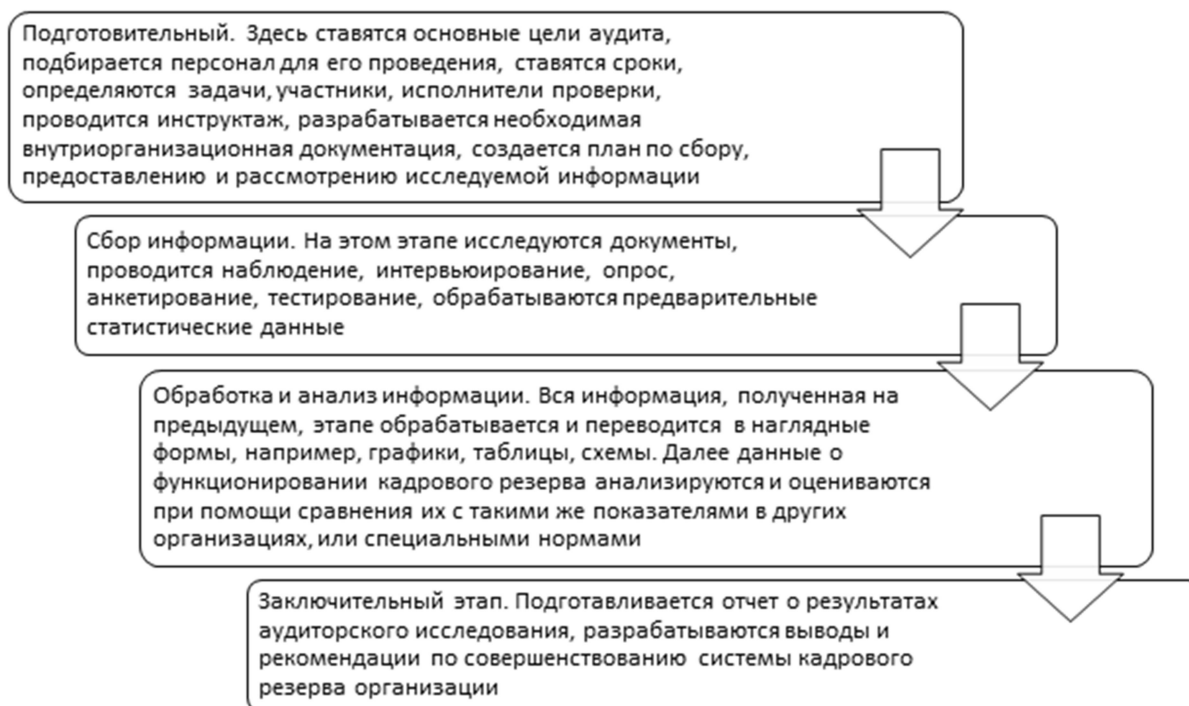 Подготовительный. Здесь ставятся основные цели аудита,
подбирается персонал для его проведения, ставятся сроки,
определяются задачи, участники, исполнители проверки,
проводится инструктаж, разрабатывается необходимая
внутриорганизационная документация, создается план по сбору,
предоставлению и рассмотрению исследуемой информации
Сбор информации. На этом этапе исследуются документы,
проводится наблюдение, интервьюирование, опрос,
анкетирование, тестирование, обрабатываются предварительные
статистические данные
Обработка и анализ информации. Вся информация, полученная на
предыдущем, этапе обрабатывается и переводится в наглядные
формы, например, графики, таблицы, схемы. Далее данные о
функционировании кадрового резерва анализируются и оцениваются
при помощи сравнения их с такими же показателями в других
организациях, или специальными нормами
Заключительный этап. Подготавливается отчет о результатах
аудиторского исследования, разрабатываются выводы и
рекомендации по совершенствованию системы кадрового
резерва организации